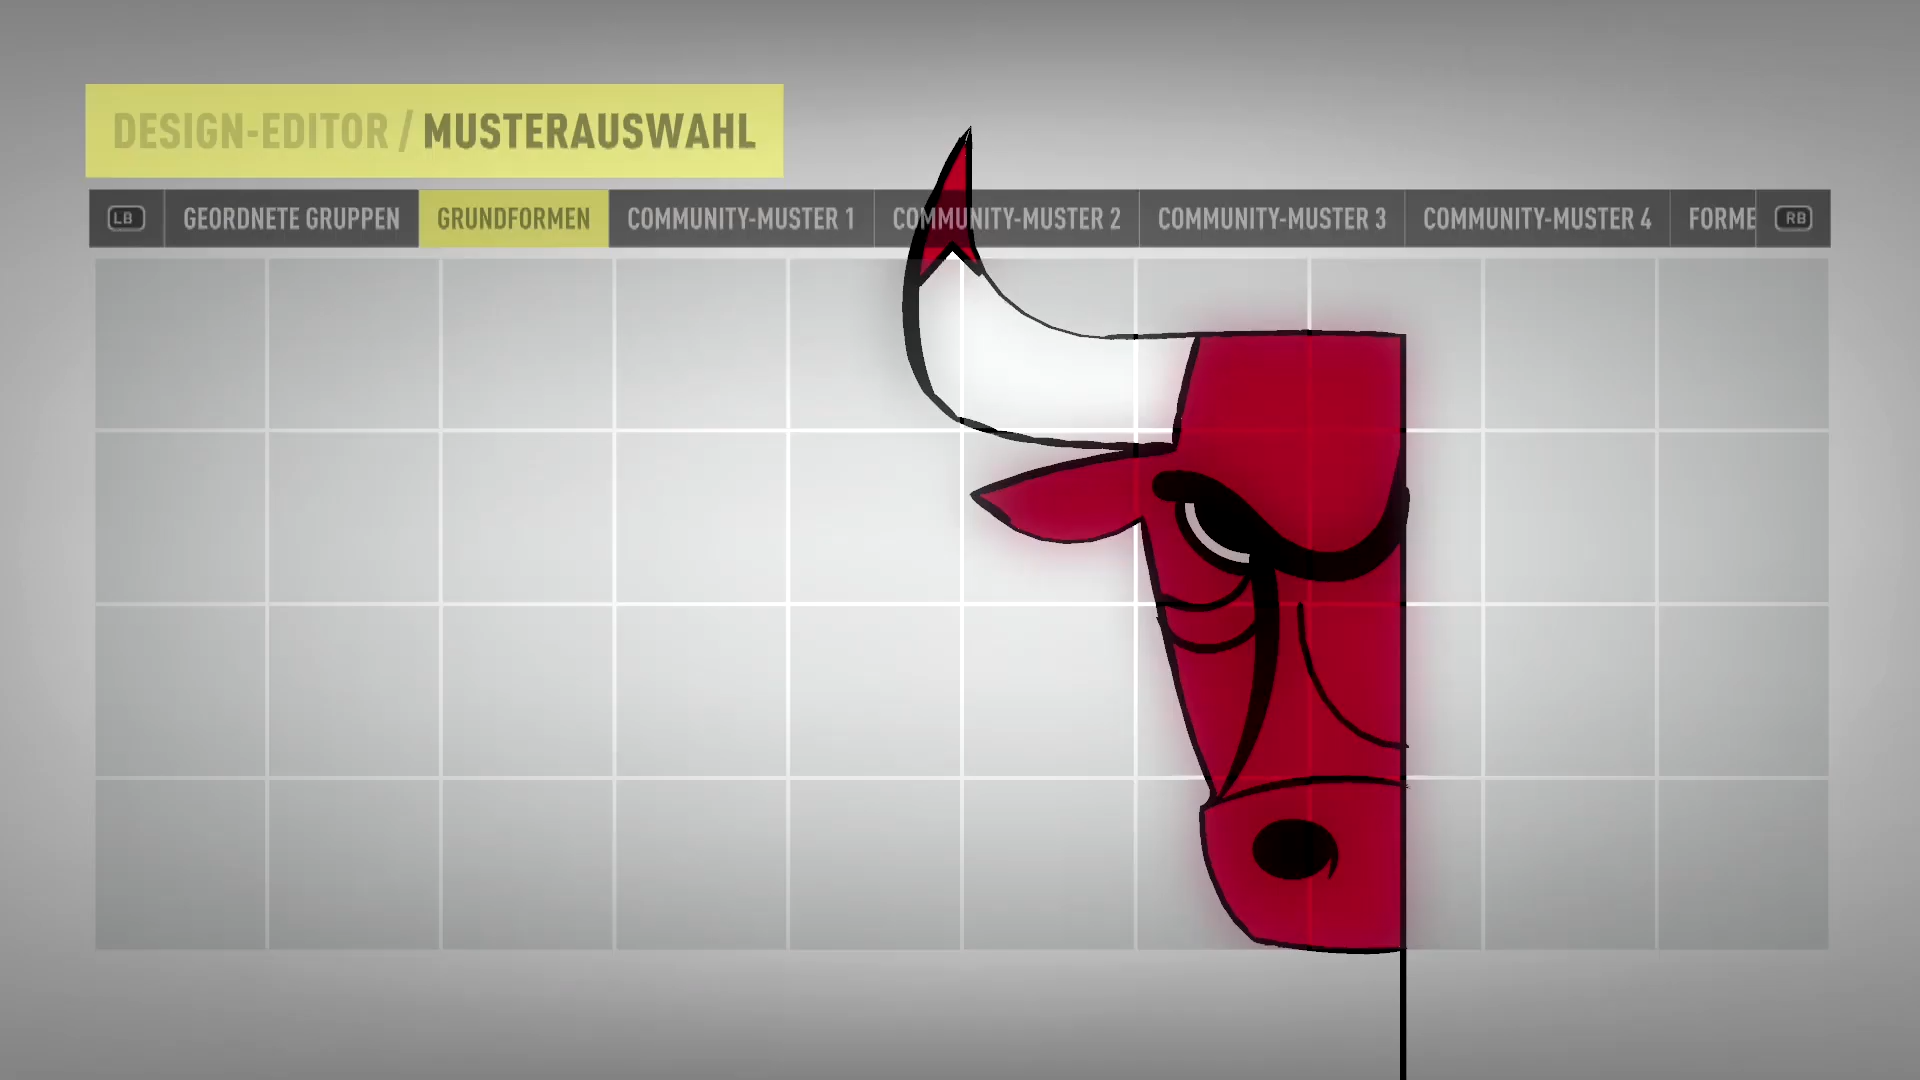 DESIGN-EDITOR / MUSTERAUSWAHL
LB GEORDNETE GRUPPEN GRUNDFORMEN COMMUNITY-MUSTER 1 COMMUNITY-MUSTER 2 COMMUNITY-MUSTER 3 COMMUNITY-MUSTER 4 FORME RB